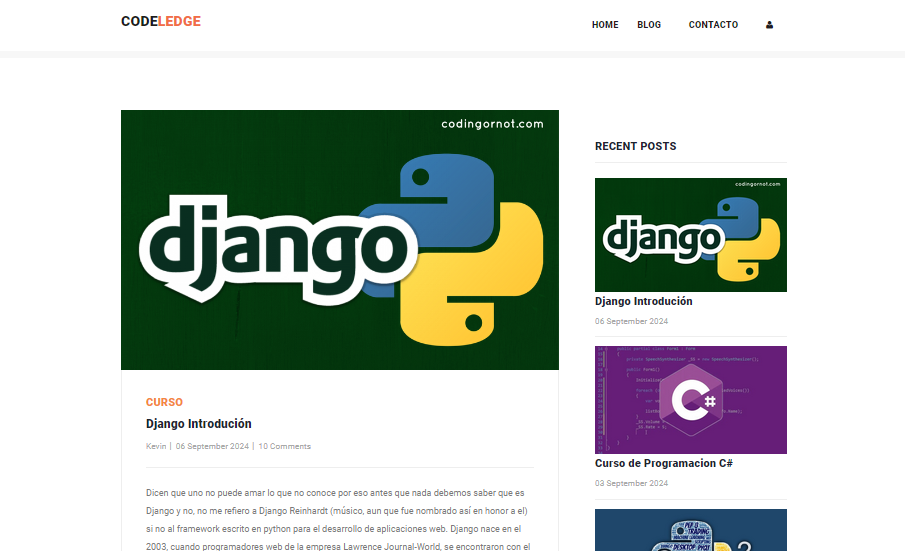 CODELEDGE
HOME BLOG CONTACTO
codingornot.com
django
CURSO
Django Introdución
Kevin | 06 September 2024 | 10 Comments
Dicen que uno no puede amar lo que no conoce por eso antes que nada debemos saber que es
Django y no, no me refiero a Django Reinhardt (músico, aun que fue nombrado así en honor a el)
si no al framework escrito en python para el desarrollo de aplicaciones web. Django nace en el
2003, cuando programadores web de la empresa Lawrence Journal-World, se encontraron con el
RECENT POSTS
codingornot.com
django
Django Introdución
06 September 2024
C#
Curso de Programacion C#
03 September 2024